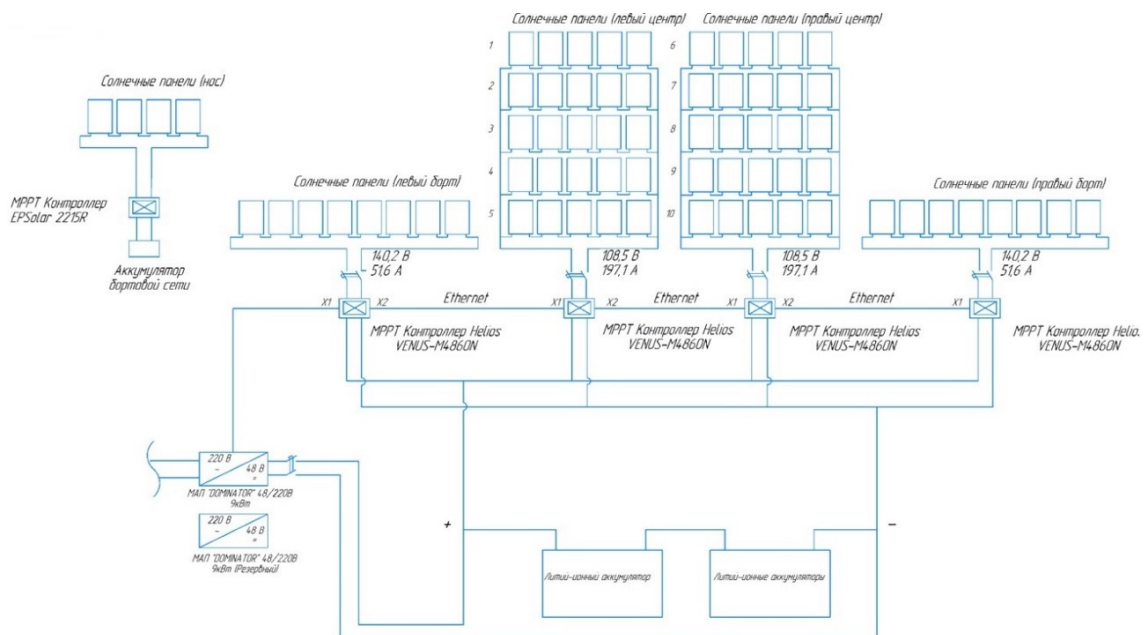 Солнечные панели (левый центр)
Солнечные панели (правый центр)
1
6
2
7
3
8
4
9
5
10
Солнечные панели (нос)
MPPT Контроллер
EPSolar 2215R
Аккумулятор
бортовой сети
Солнечные панели (левый борт)
Солнечные панели (правый борт)
140,2 В
51,6 А
108,5 В
197,1 А
108,5 В
197,1 А
140,2 В
51,6 А
X1
X2
Ethernet
X1
X2
Ethernet
X1
X2
Ethernet
X1
MPPT Контроллер Helios
VENUS-M4860N
MPPT Контроллер Helios
VENUS-M4860N
MPPT Контроллер Helios
VENUS-M4860N
MPPT Контроллер Helios
VENUS-M4860N
220 В
~
48 В
=
МАП "DOMINATOR" 48/220В
9кВт
220 В
~
48 В
=
МАП "DOMINATOR" 48/220В
9кВт (Резервный)
+
−
Литий-ионный аккумулятор
Литий-ионные аккумуляторы